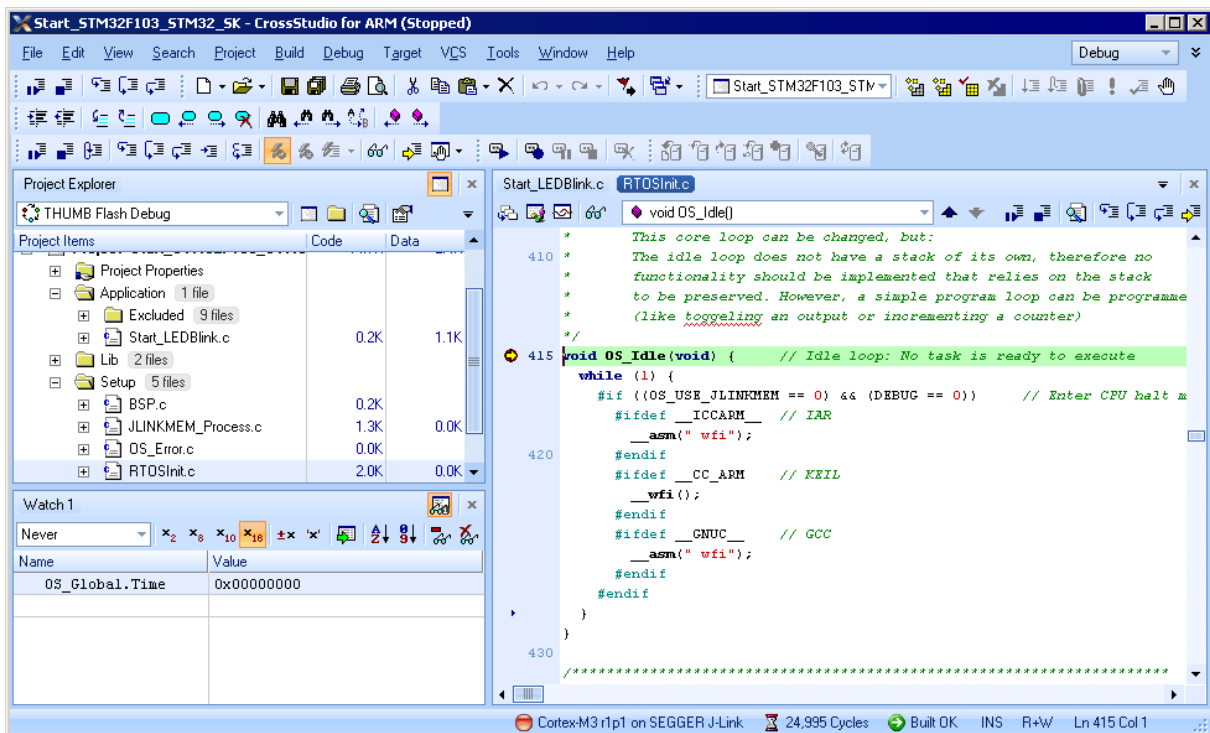 Start_STM32F103_STM32_SK - CrossStudio for ARM (Stopped)
File Edit View Search Project Build Debug Target VCS Tools Window Help
Debug
Start_STM32F103_STM
Project Explorer
THUMB Flash Debug
Project Items Code Data
Project Properties
Application 1 file
Excluded 9 files
Start_LEDBlink.c 0.2K 1.1K
Lib 2 files
Setup 5 files
BSP.c 0.2K
JLINKMEM_Process.c 1.3K 0.0K
OS_Error.c 0.0K
RTOSInit.c 2.0K 0.0K
Watch 1
Never x2 x8 x10 x16 ±x 'x'
Name Value
OS_Global.Time 0x00000000
Start_LEDBlink.c RTOSInit.c
void OS_Idle()
* This core loop can be changed, but:
410 * The idle loop does not have a stack of its own, therefore no
* functionality should be implemented that relies on the stack
* to be preserved. However, a simple program loop can be programme
* (like toggeling an output or incrementing a counter)
*/
415 void OS_Idle(void) { // Idle loop: No task is ready to execute
while (1) {
#if ((OS_USE_JLINKMEM == 0) && (DEBUG == 0)) // Enter CPU halt m
#ifdef __ICCARM__ // IAR
__asm(" wfi");
420 #endif
#ifdef __CC_ARM // KEIL
__wfi();
#endif
#ifdef __GNUC__ // GCC
__asm(" wfi");
#endif
#endif
}
}
430
/**********************************************************************
Cortex-M3 r1p1 on SEGGER J-Link 24,995 Cycles Built OK INS R+W Ln 415 Col 1